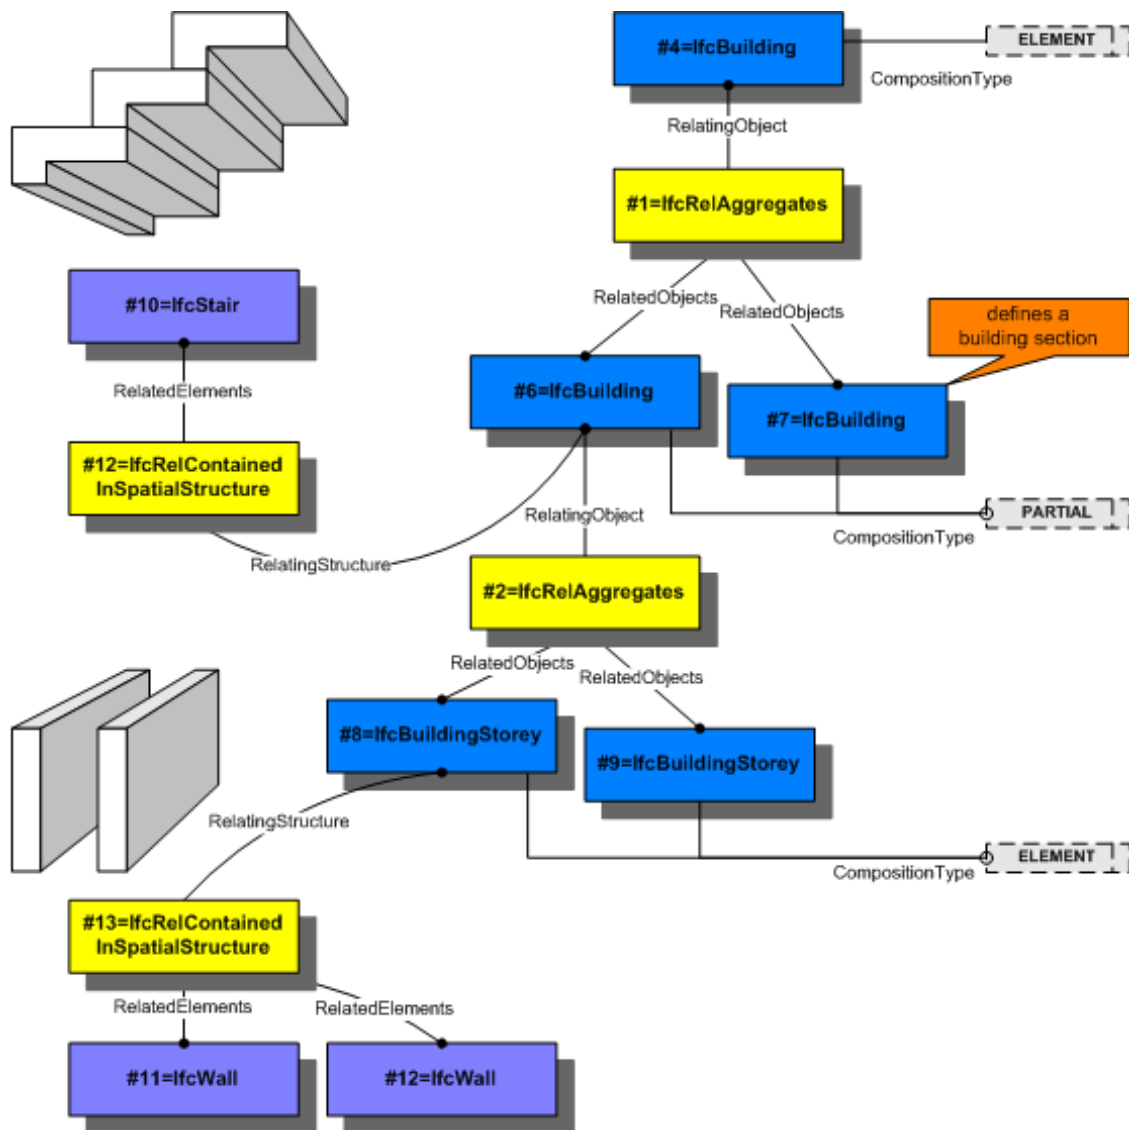 #4=IfcBuilding
ELEMENT
CompositionType
RelatingObject
#1=IfcRelAggregates
#10=IfcStair
RelatedObjects
RelatedObjects
defines a
building section
RelatedElements
#6=IfcBuilding
#7=IfcBuilding
#12=IfcRelContained
InSpatialStructure
RelatingObject
PARTIAL
CompositionType
RelatingStructure
#2=IfcRelAggregates
RelatedObjects
RelatedObjects
#8=IfcBuildingStorey
#9=IfcBuildingStorey
RelatingStructure
ELEMENT
CompositionType
#13=IfcRelContained
InSpatialStructure
RelatedElements
RelatedElements
#11=IfcWall
#12=IfcWall